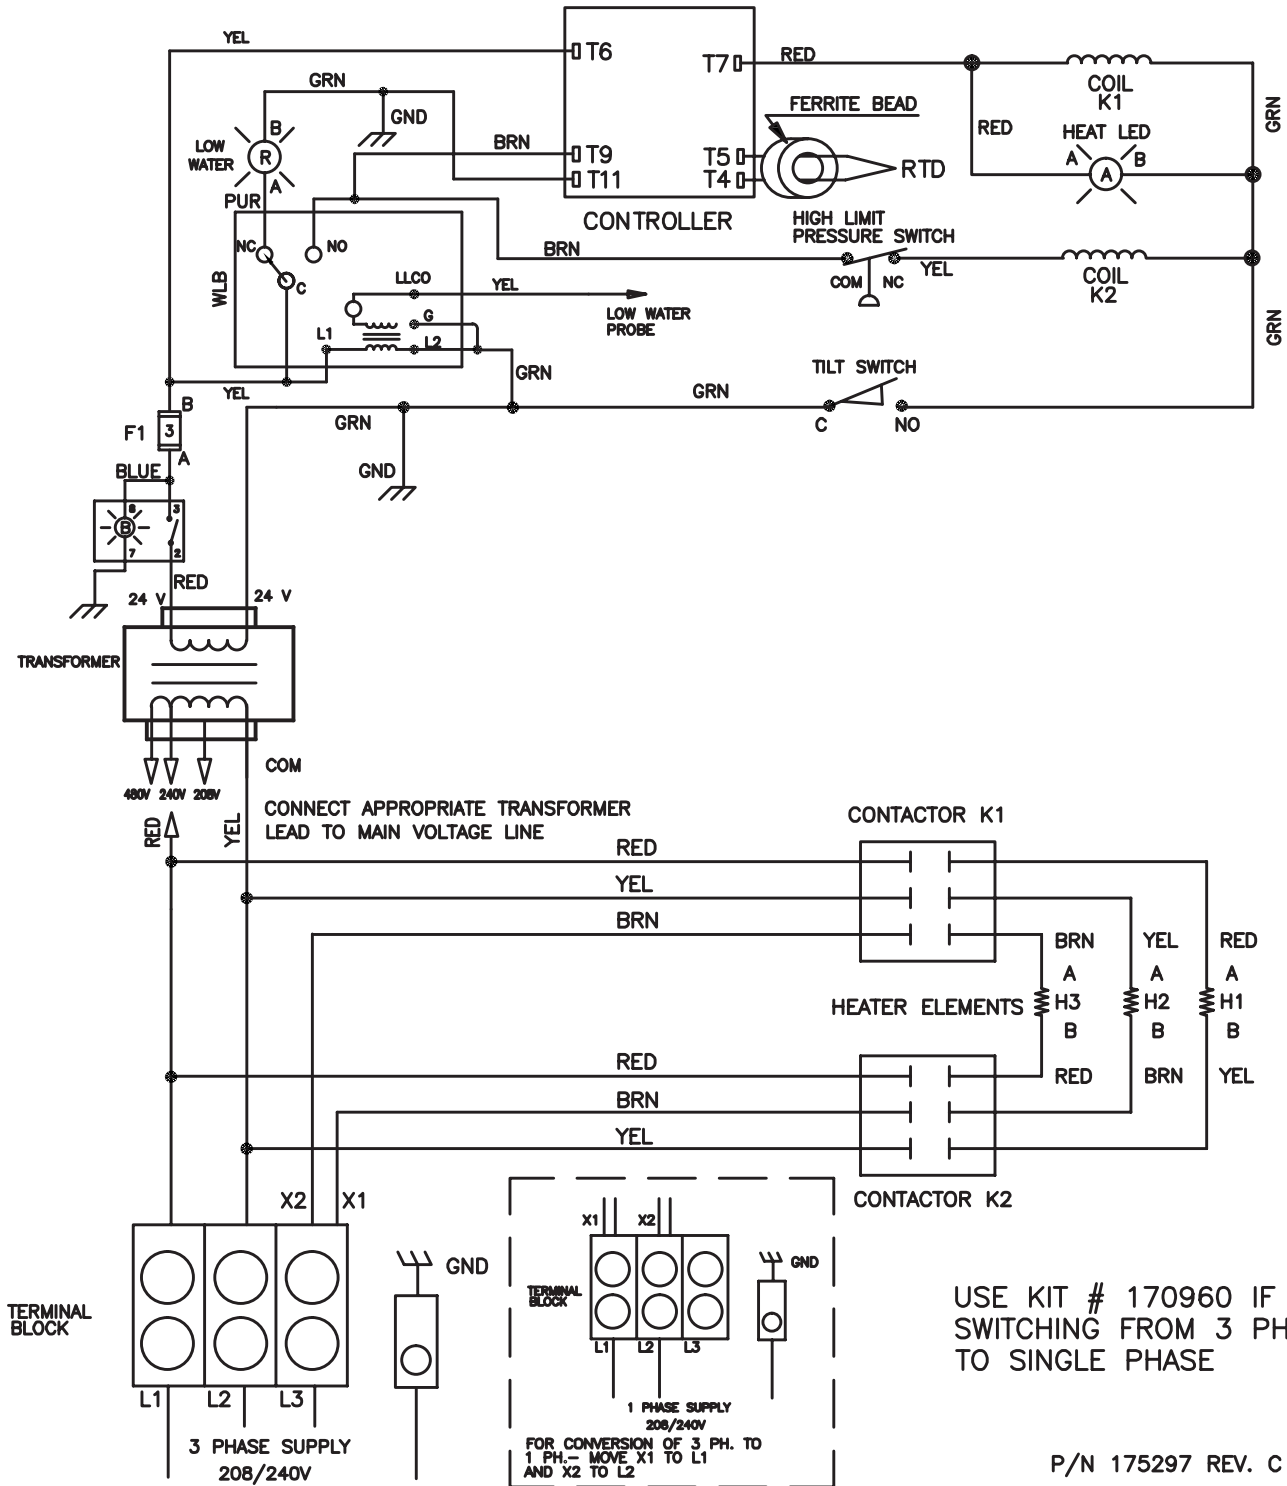 YEL
T6
T7
RED
GRN
GND
FERRITE BEAD
COIL
K1
GRN
B
LOW
WATER
R
A
BRN
T9
T11
T5
T4
RTD
RED
HEAT LED
A
B
A
PUR
CONTROLLER
HIGH LIMIT
PRESSURE SWITCH
NC
NO
BRN
COM
NC
YEL
COIL
K2
WLB
C
LLCO
YEL
LOW WATER
PROBE
G
L1
L2
GRN
GRN
YEL
TILT SWITCH
GRN
C
NO
B
F1
3
A
GRN
GND
BLUE
8
3
B
7
2
RED
24 V
24 V
TRANSFORMER
COM
480V
240V
208V
RED
YEL
CONNECT APPROPRIATE TRANSFORMER
LEAD TO MAIN VOLTAGE LINE
CONTACTOR K1
RED
YEL
BRN
BRN
YEL
RED
A
A
A
HEATER ELEMENTS
H3
H2
H1
B
B
B
RED
RED
BRN
YEL
BRN
YEL
CONTACTOR K2
X2
X1
GND
TERMINAL
BLOCK
L1
L2
L3
3 PHASE SUPPLY
208/240V
X1
X2
GND
TERMINAL
BLOCK
L1
L2
L3
1 PHASE SUPPLY
208/240V
FOR CONVERSION OF 3 PH. TO
1 PH.- MOVE X1 TO L1
AND X2 TO L2
USE KIT # 170960 IF
SWITCHING FROM 3 PH
TO SINGLE PHASE
P/N 175297 REV. C